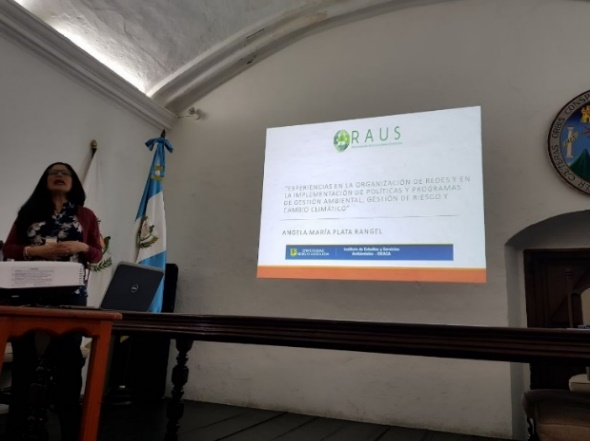 RAUS
"EXPERIENCIAS EN LA ORGANIZACIÓN DE REDES Y EN
LA IMPLEMENTACIÓN DE POLÍTICAS Y PROGRAMAS
DE GESTIÓN AMBIENTAL, GESTIÓN DE RIESGO Y
CAMBIO CLIMÁTICO"
ANGELA MARÍA PLATA RANGEL
UNIVERSIDAD
Instituto de Estudios y Servicios
Ambientales - IDEASA